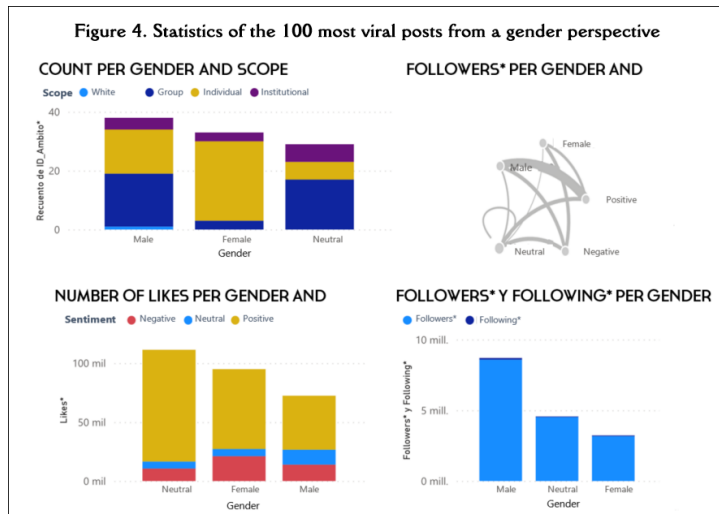 Figure 4. Statistics of the 100 most viral posts from a gender perspective
COUNT PER GENDER AND SCOPE
Scope White Group Individual Institutional
Recuento de ID_Ambito*
40
20
0
Male Female Neutral
Gender
FOLLOWERS* PER GENDER AND
Female
Male
Positive
Neutral
Negative
NUMBER OF LIKES PER GENDER AND
Sentiment Negative Neutral Positive
Likes*
100 mil
50 mil
0 mil
Neutral Female Male
Gender
FOLLOWERS* Y FOLLOWING* PER GENDER
Followers* Following*
Followers* y Following*
10 mill.
5 mill.
0 mill.
Male Neutral Female
Gender